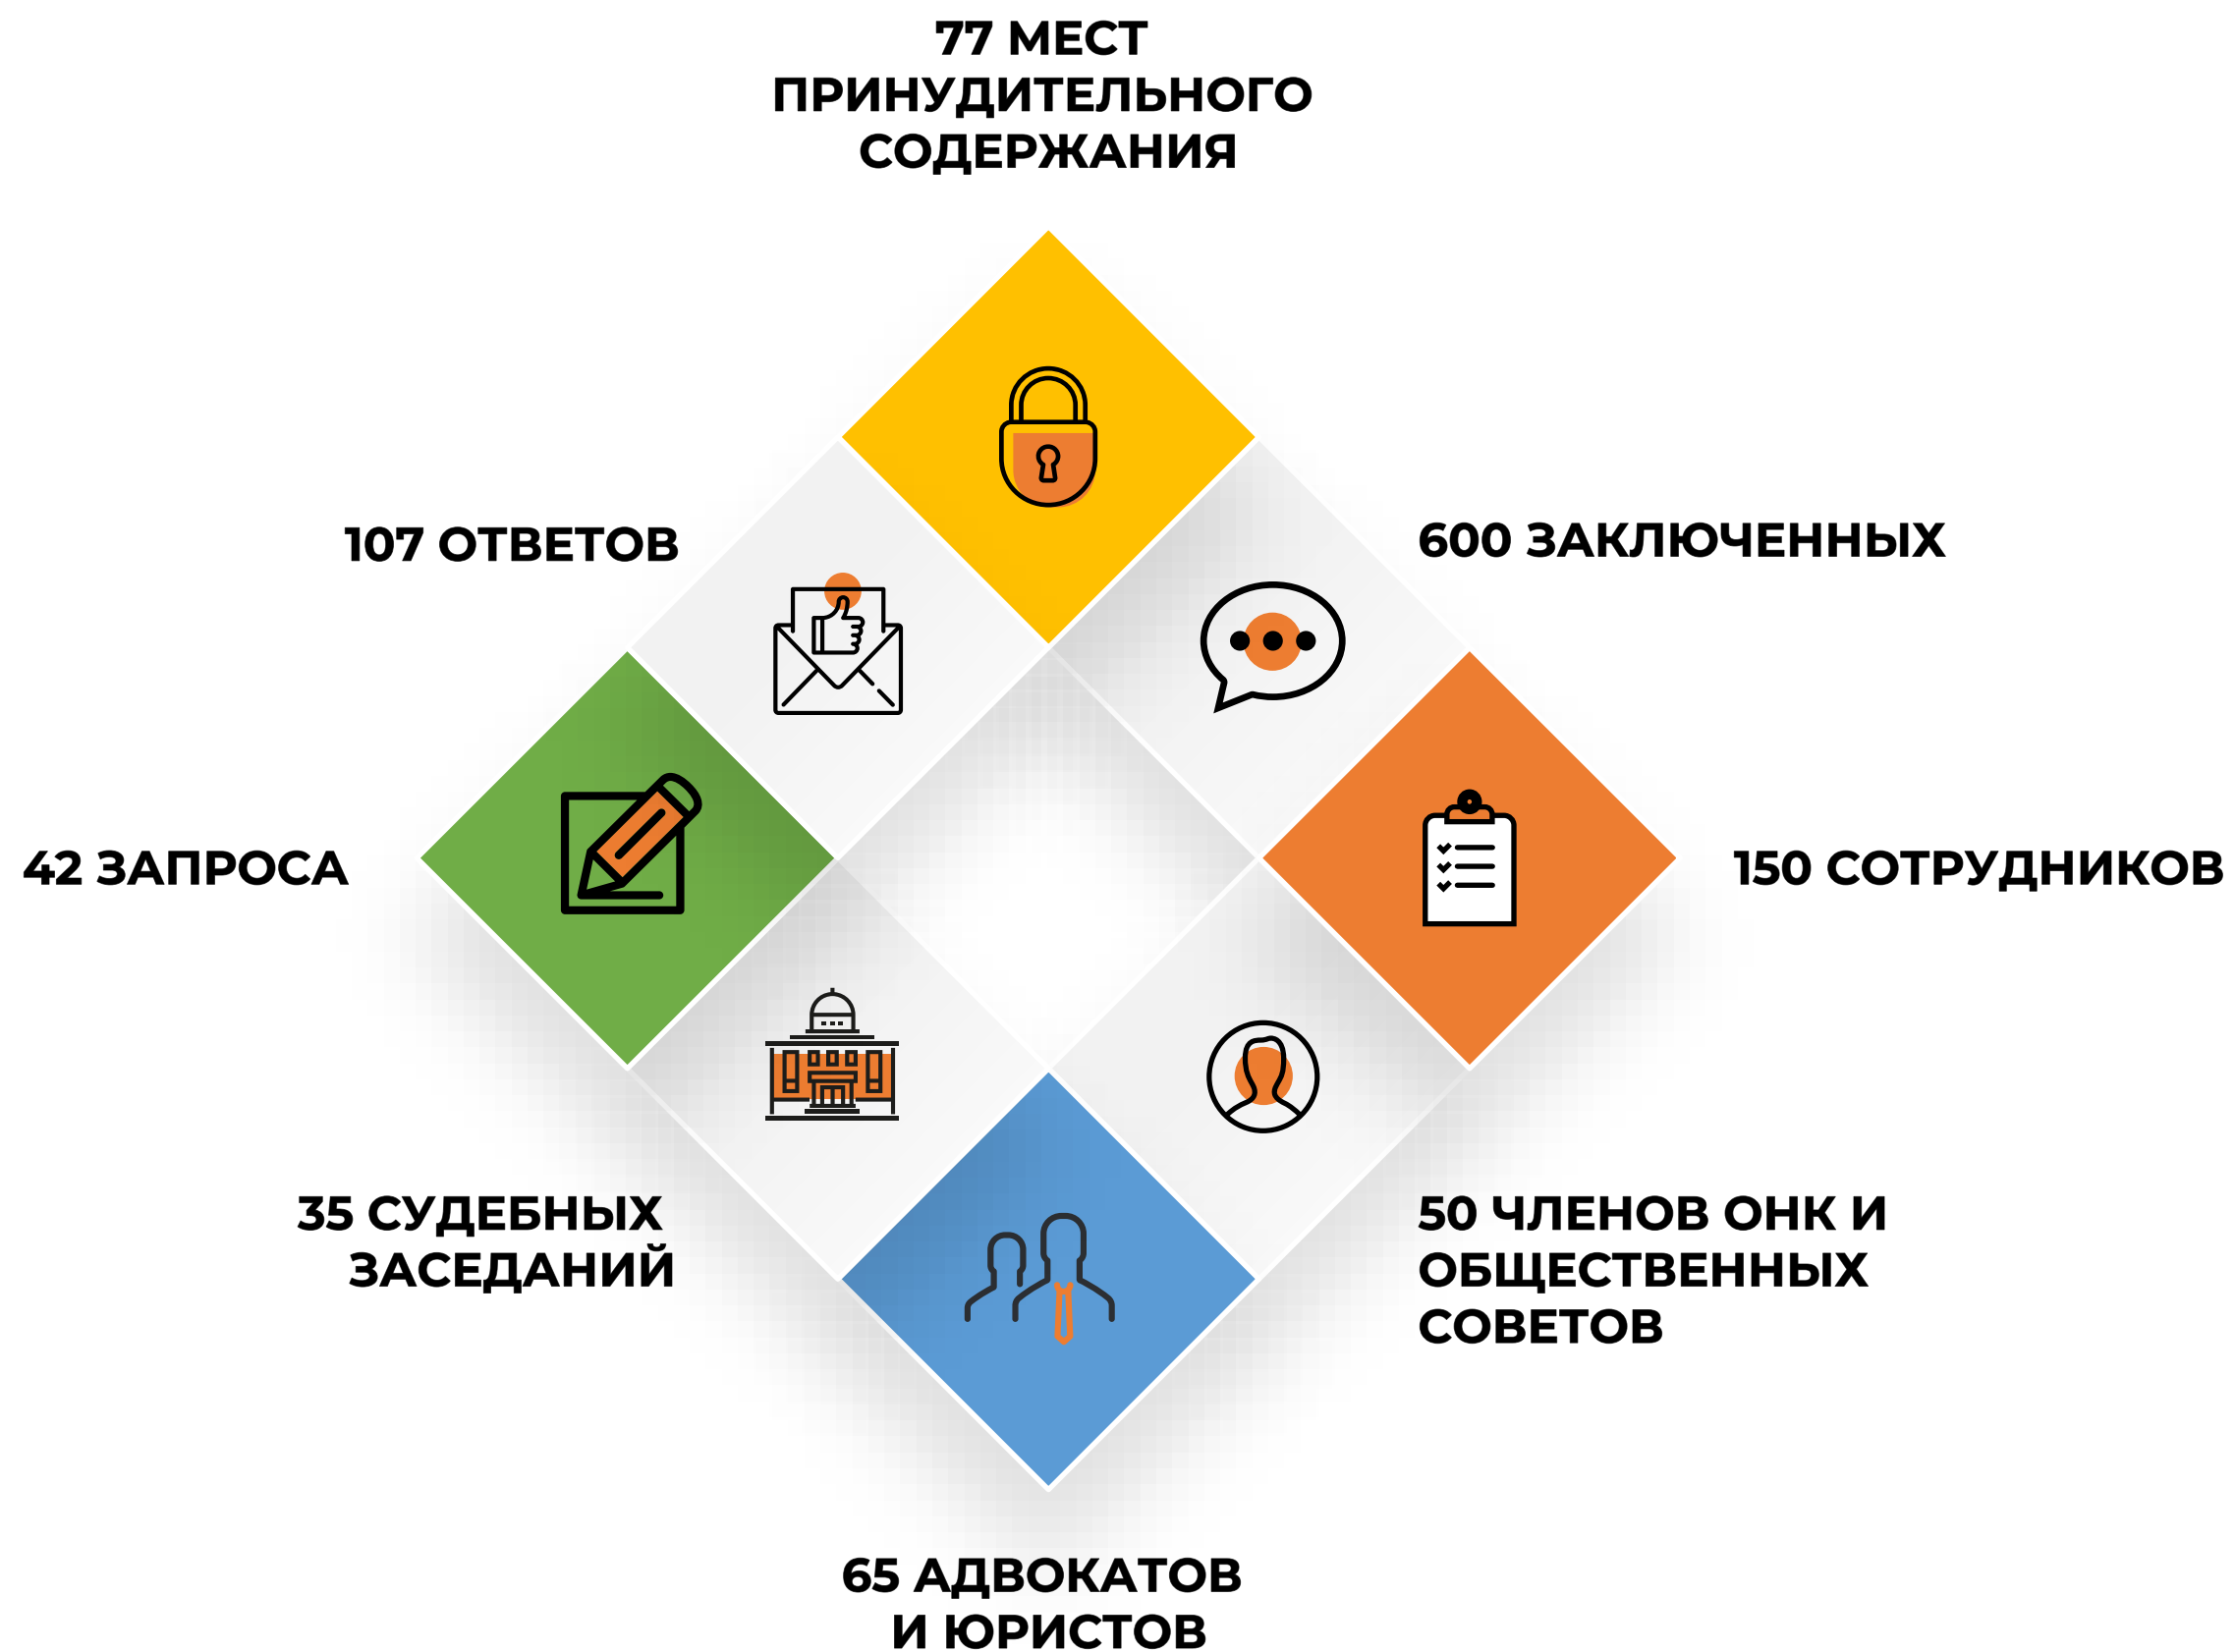 77 МЕСТ
ПРИНУДИТЕЛЬНОГО
СОДЕРЖАНИЯ
107 ОТВЕТОВ
600 ЗАКЛЮЧЕННЫХ
42 ЗАПРОСА
150 СОТРУДНИКОВ
35 СУДЕБНЫХ
ЗАСЕДАНИЙ
50 ЧЛЕНОВ ОНК И
ОБЩЕСТВЕННЫХ
СОВЕТОВ
65 АДВОКАТОВ
И ЮРИСТОВ